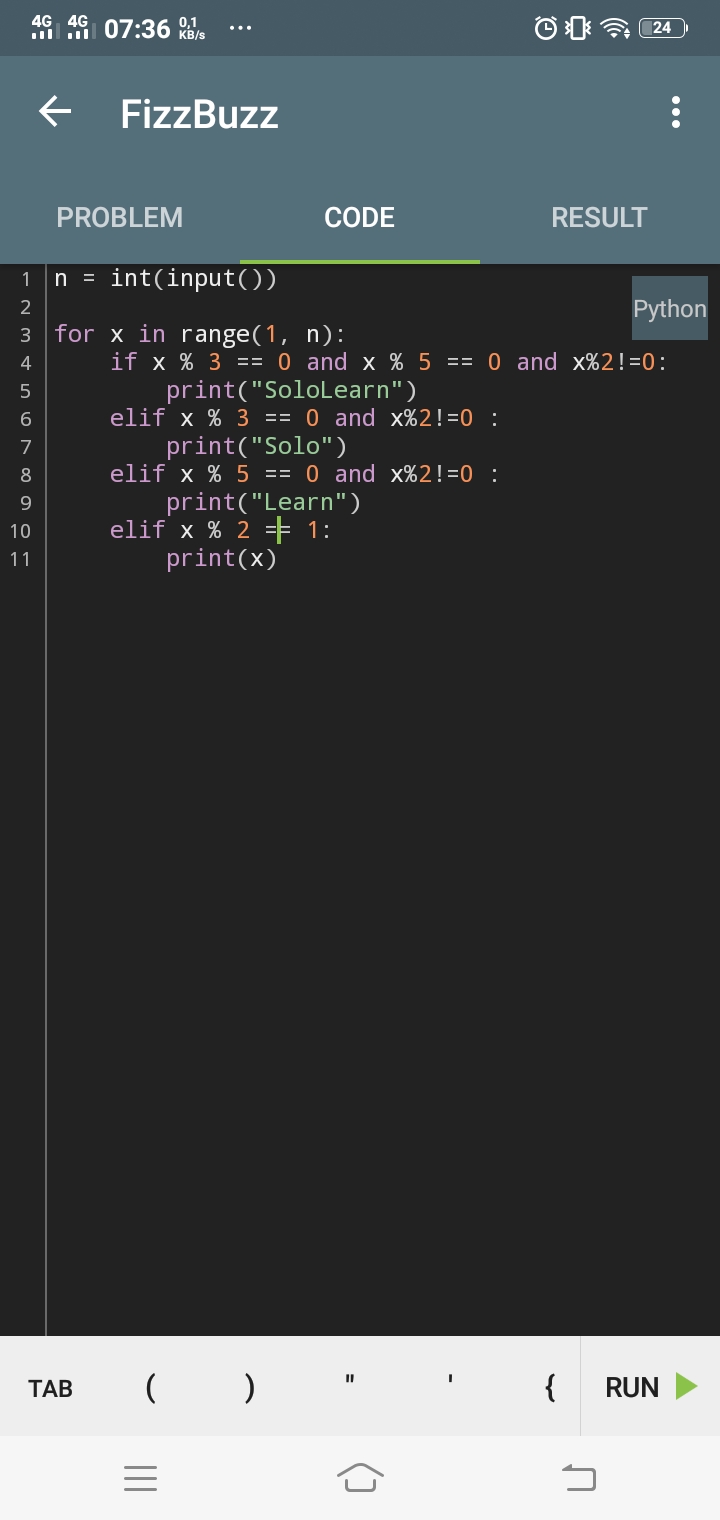 4G 4G 07:36 0,1 KB/s ... 24
FizzBuzz
PROBLEM CODE RESULT
Python
1 n = int(input())
2
3 for x in range(1, n):
4     if x % 3 == 0 and x % 5 == 0 and x%2!=0:
5         print("SoloLearn")
6     elif x % 3 == 0 and x%2!=0 :
7         print("Solo")
8     elif x % 5 == 0 and x%2!=0 :
9         print("Learn")
10     elif x % 2 == 1:
11         print(x)
TAB ( ) " ' { RUN